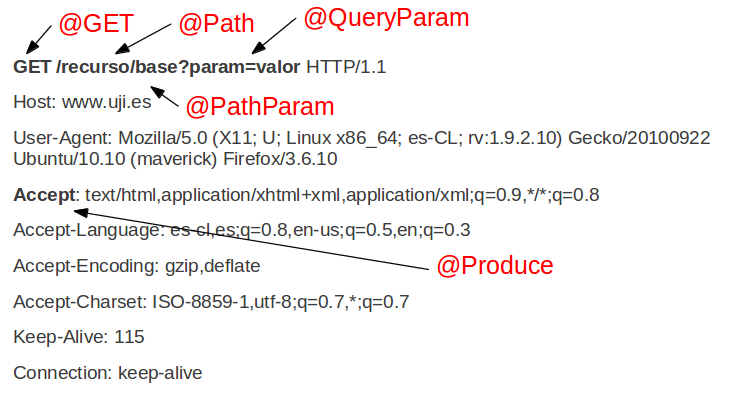 @GET @Path @QueryParam
GET /recurso/base?param=valor HTTP/1.1
Host: www.uji.es
@PathParam
User-Agent: Mozilla/5.0 (X11; U; Linux x86_64; es-CL; rv:1.9.2.10) Gecko/20100922
Ubuntu/10.10 (maverick) Firefox/3.6.10
Accept: text/html,application/xhtml+xml,application/xml;q=0.9,*/*;q=0.8
Accept-Language: es-cl,es;q=0.8,en-us;q=0.5,en;q=0.3
Accept-Encoding: gzip,deflate
@Produce
Accept-Charset: ISO-8859-1,utf-8;q=0.7,*;q=0.7
Keep-Alive: 115
Connection: keep-alive